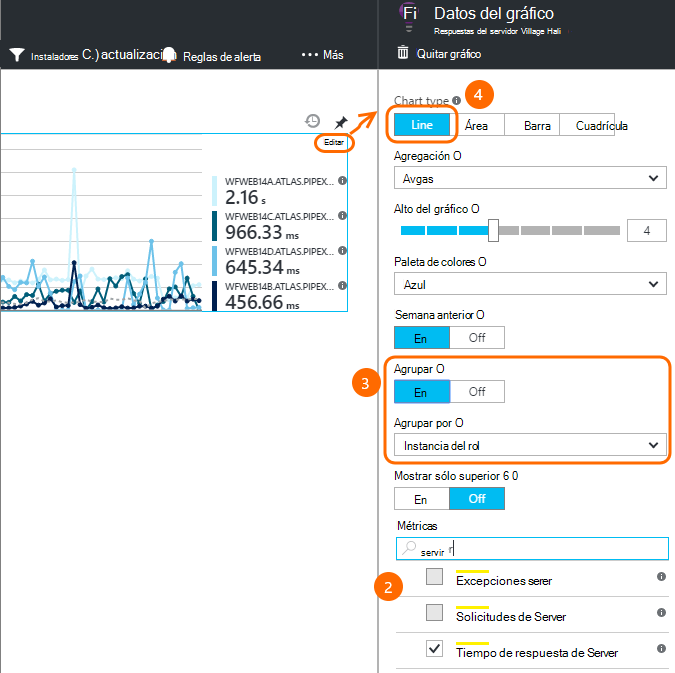 Datos del gráfico
Respuestas del servidor Village Hali
Instaladores C.) actualización
Reglas de alerta
Más
Quitar gráfico
4
Chart type
Line
Área
Barra
Cuadrícula
Editar
Agregación O
Avgas
Alto del gráfico O
4
WFWEB14A.ATLAS.PIPEX...
2.16 s
WFWEB14C.ATLAS.PIPEX...
966.33 ms
WFWEB14D.ATLAS.PIPEX...
645.34 ms
WFWEB14B.ATLAS.PIPEX...
456.66 ms
Paleta de colores O
Azul
Semana anterior O
En
Off
3
Agrupar O
En
Off
Agrupar por O
Instancia del rol
Mostrar sólo superior 6 0
En
Off
Métricas
servir r
2
Excepciones serer
Solicitudes de Server
Tiempo de respuesta de Server